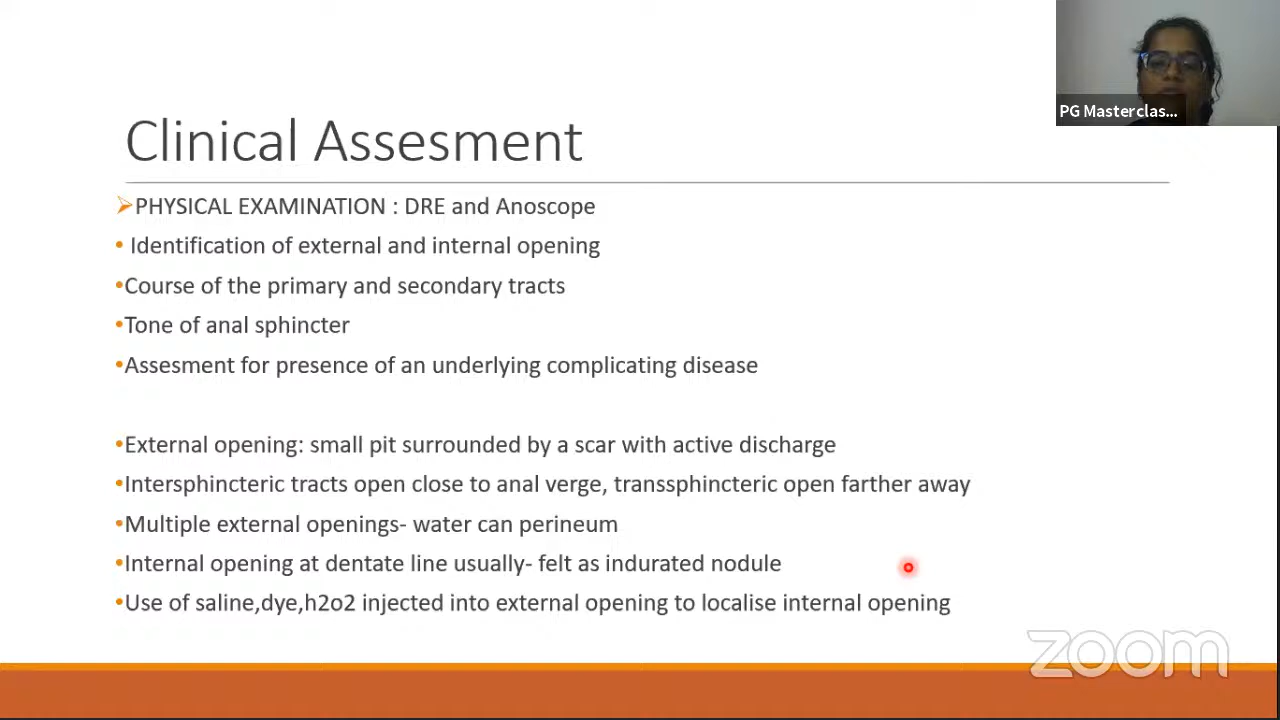 PG Masterclas...
Clinical Assesment
PHYSICAL EXAMINATION : DRE and Anoscope
• Identification of external and internal opening
•Course of the primary and secondary tracts
•Tone of anal sphincter
•Assesment for presence of an underlying complicating disease
•External opening: small pit surrounded by a scar with active discharge
•Intersphincteric tracts open close to anal verge, transsphincteric open farther away
•Multiple external openings- water can perineum
•Internal opening at dentate line usually- felt as indurated nodule
•Use of saline,dye,h2o2 injected into external opening to localise internal opening
zoom